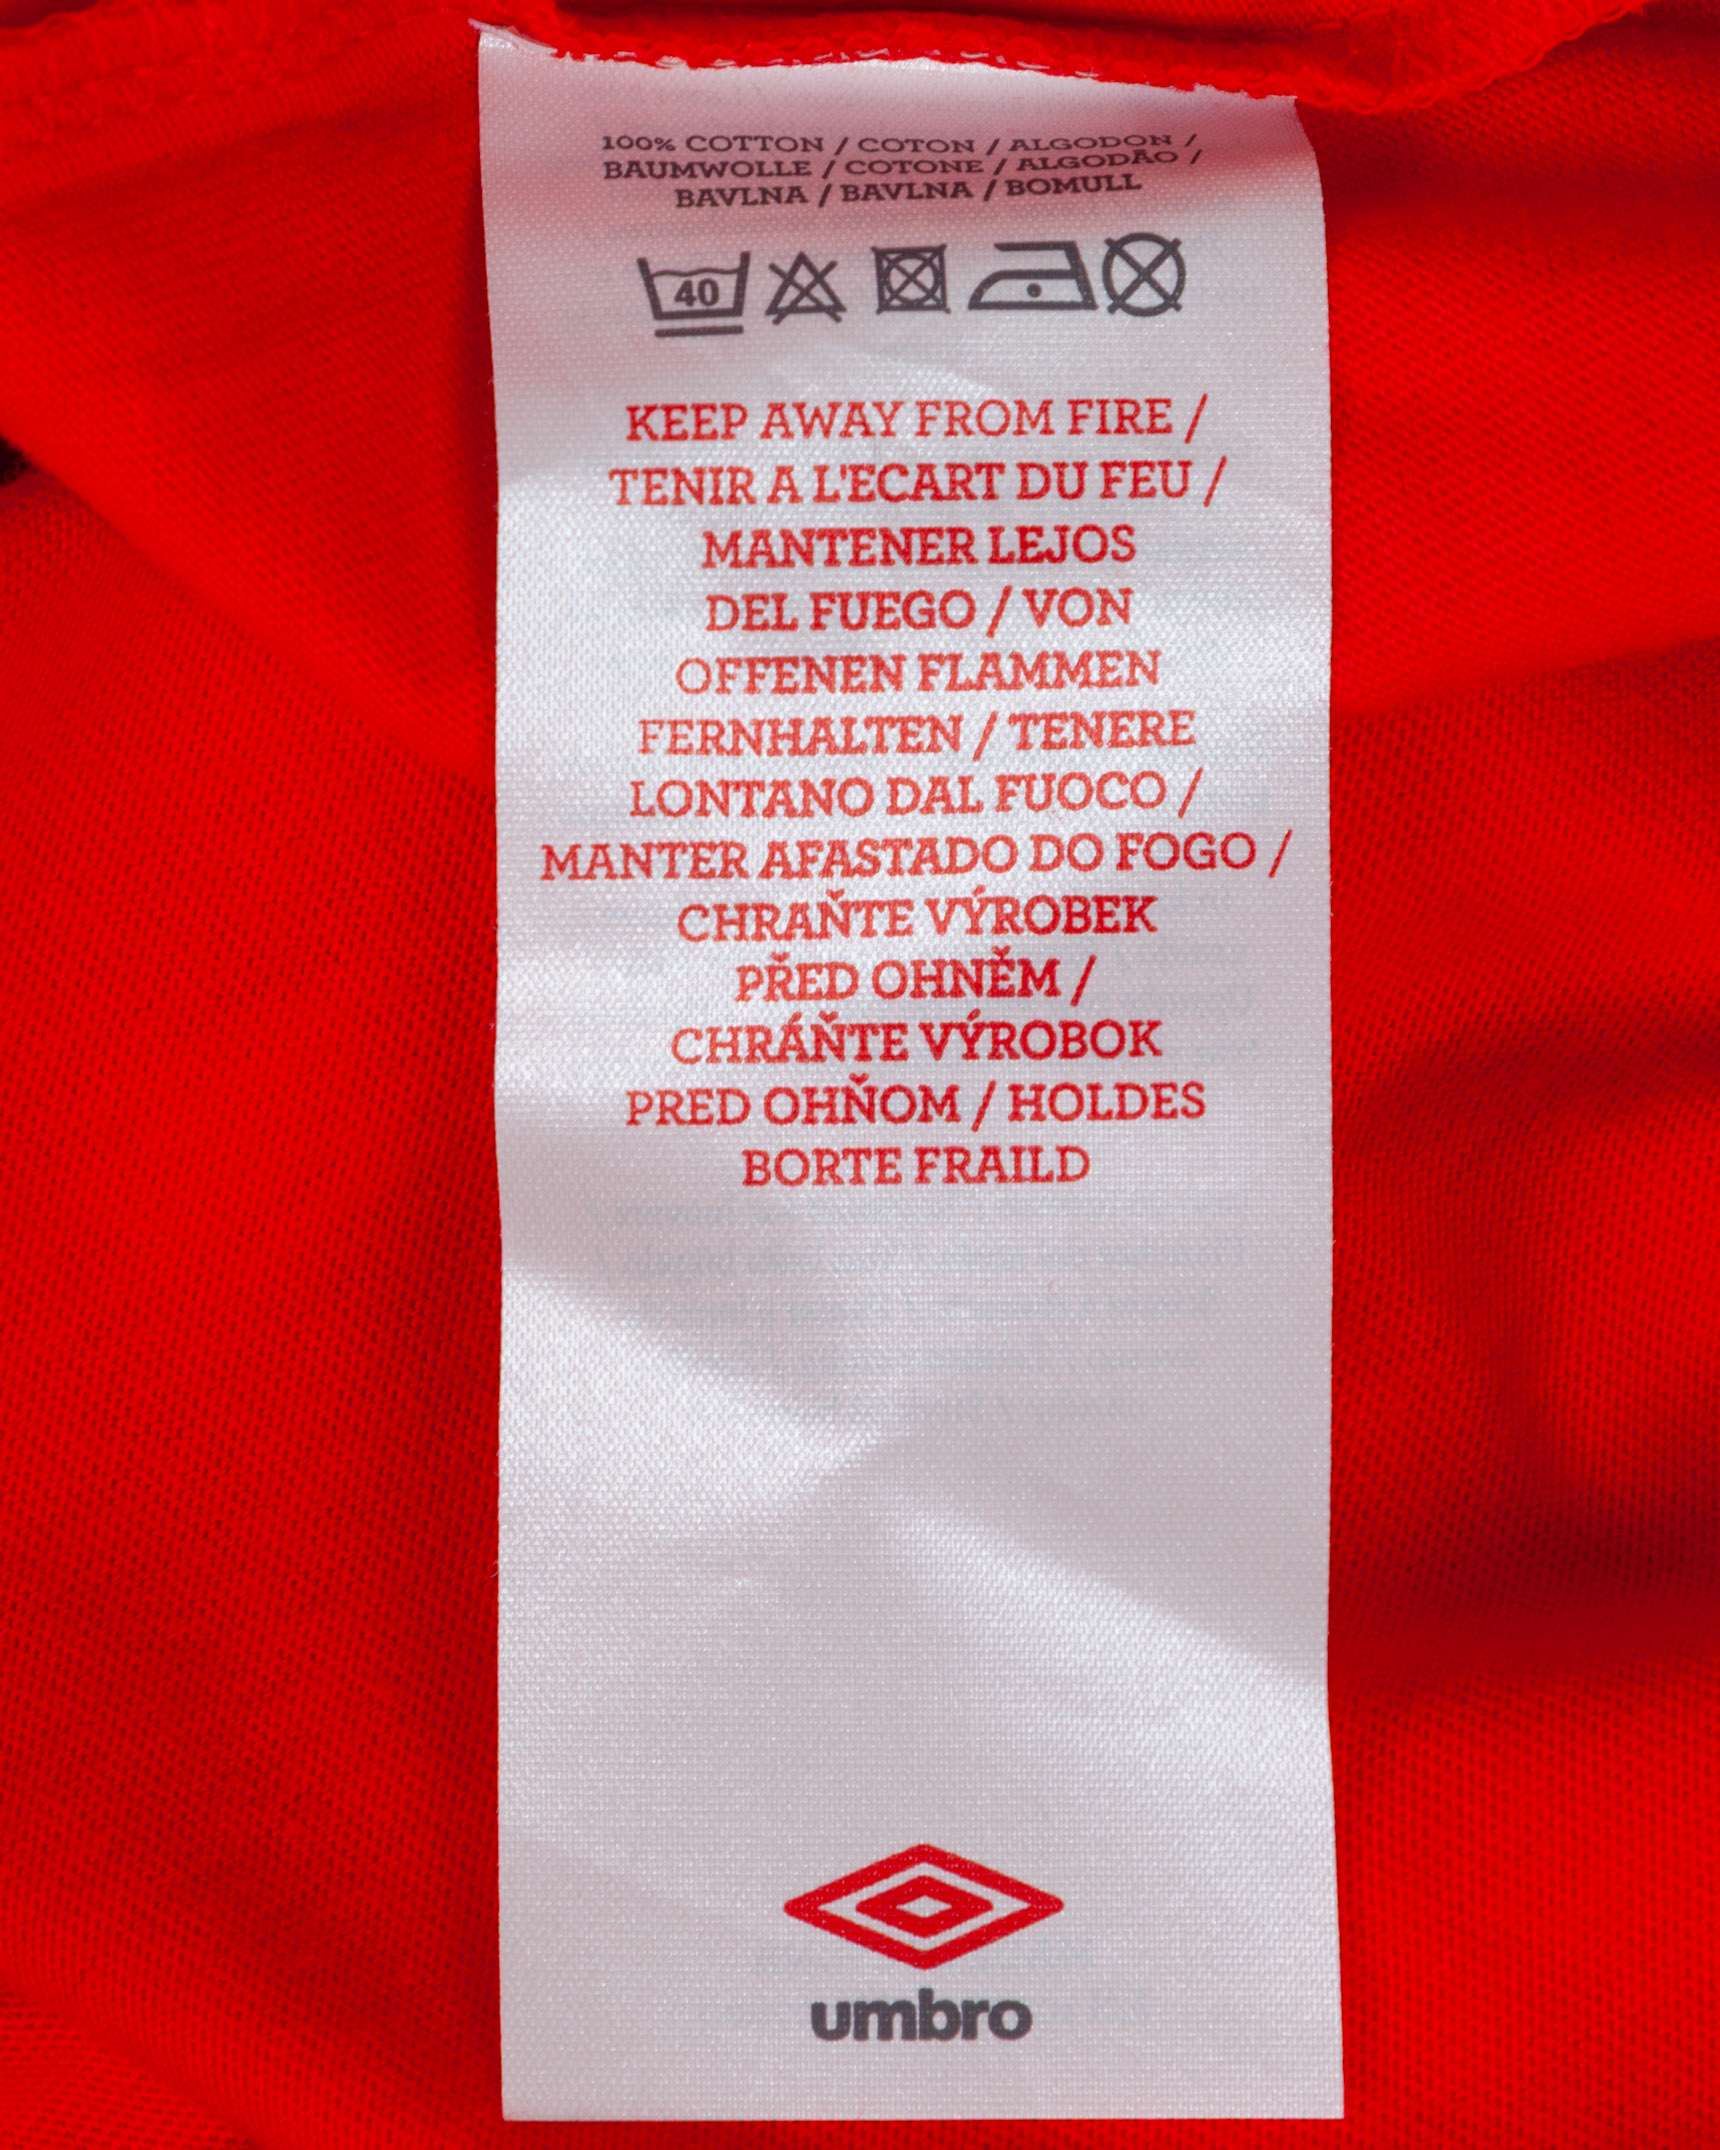 100% COTTON / COTON / ALGODON /
BAUMWOLLE / COTONE / ALGODÃO /
BAVLNA / BAVLNA / BOMULL
40
KEEP AWAY FROM FIRE /
TENIR A L'ECART DU FEU /
MANTENER LEJOS
DEL FUEGO / VON
OFFENEN FLAMMEN
FERNHALTEN / TENERE
LONTANO DAL FUOCO /
MANTER AFASTADO DO FOGO /
CHRAŇTE VÝROBEK
PŘED OHNĚM /
CHRÁŇTE VÝROBOK
PRED OHŇOM / HOLDES
BORTE FRAILD
umbro